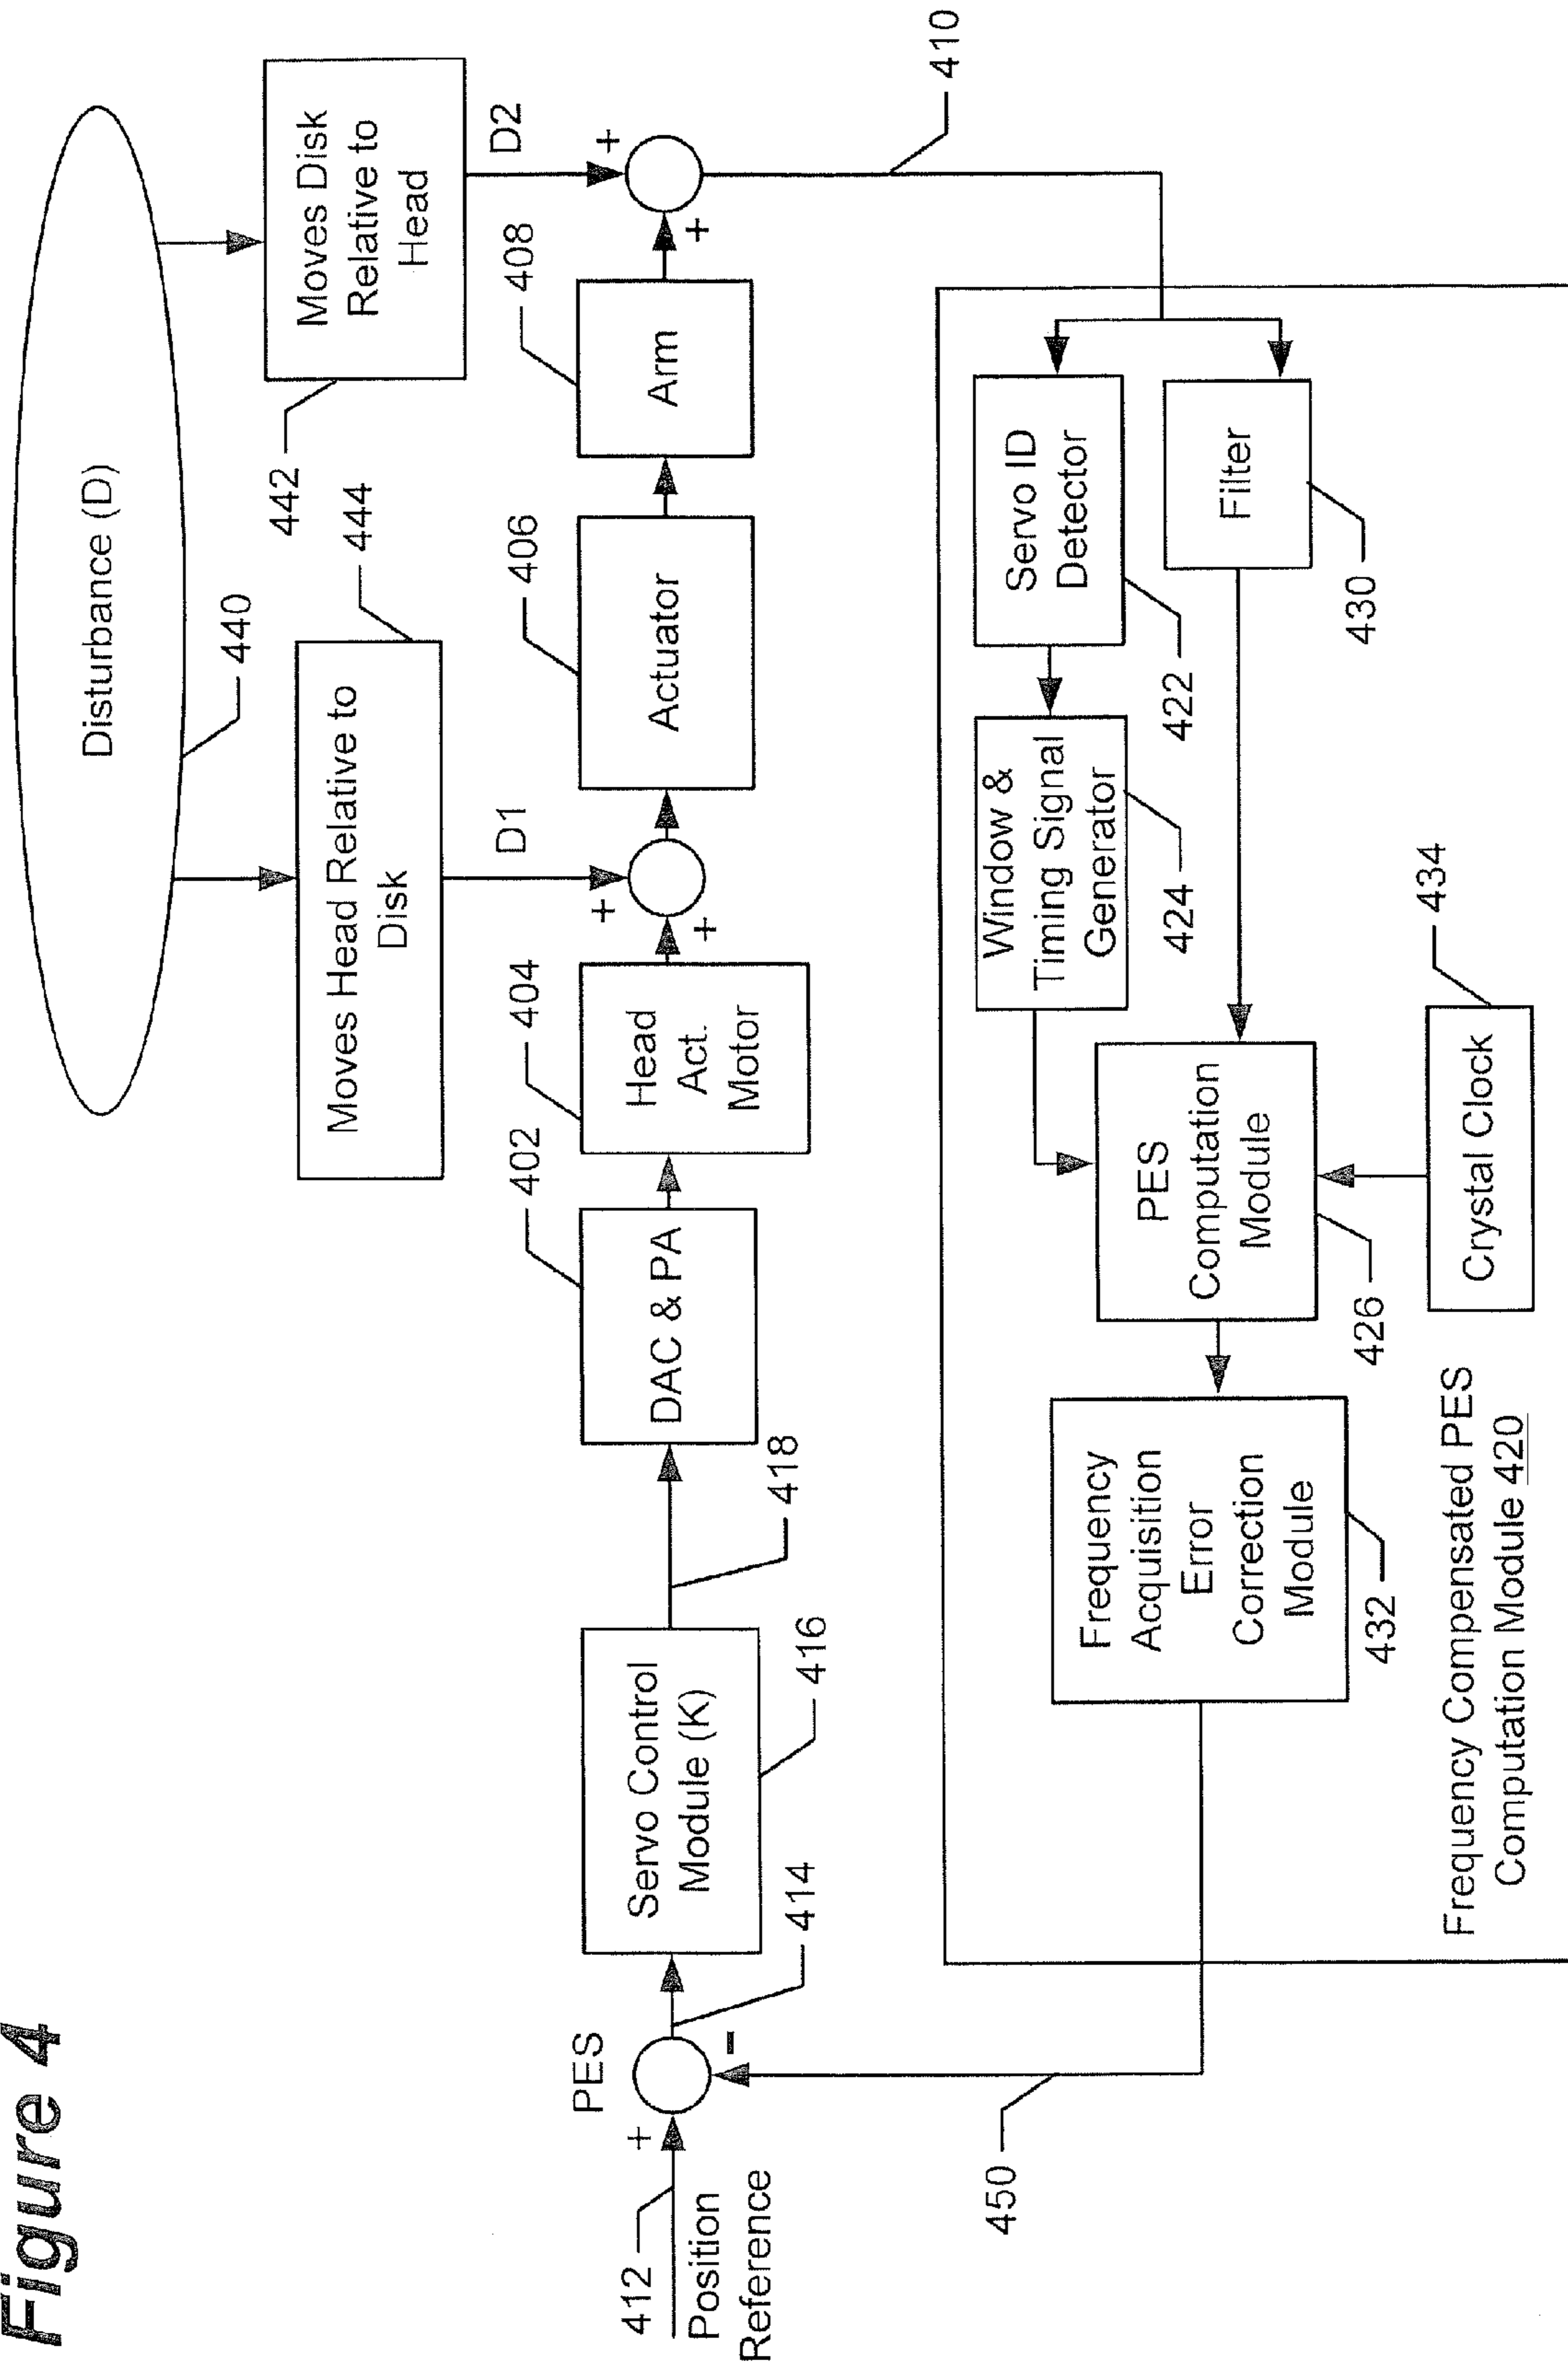 Figure 4
Disturbance (D)
440
Moves Head Relative to
Disk
444
Moves Disk
Relative to
Head
442
D1
D2
412
Position
Reference
+
PES
-
414
Servo Control
Module (K)
416
418
DAC & PA
402
Head
Act.
Motor
404
+
+
Actuator
406
Arm
408
+
+
410
450
Frequency
Acquisition
Error
Correction
Module
432
PES
Computation
Module
426
Window &
Timing Signal
Generator
424
Servo ID
Detector
422
Filter
430
Crystal Clock
434
Frequency Compensated PES
Computation Module 420